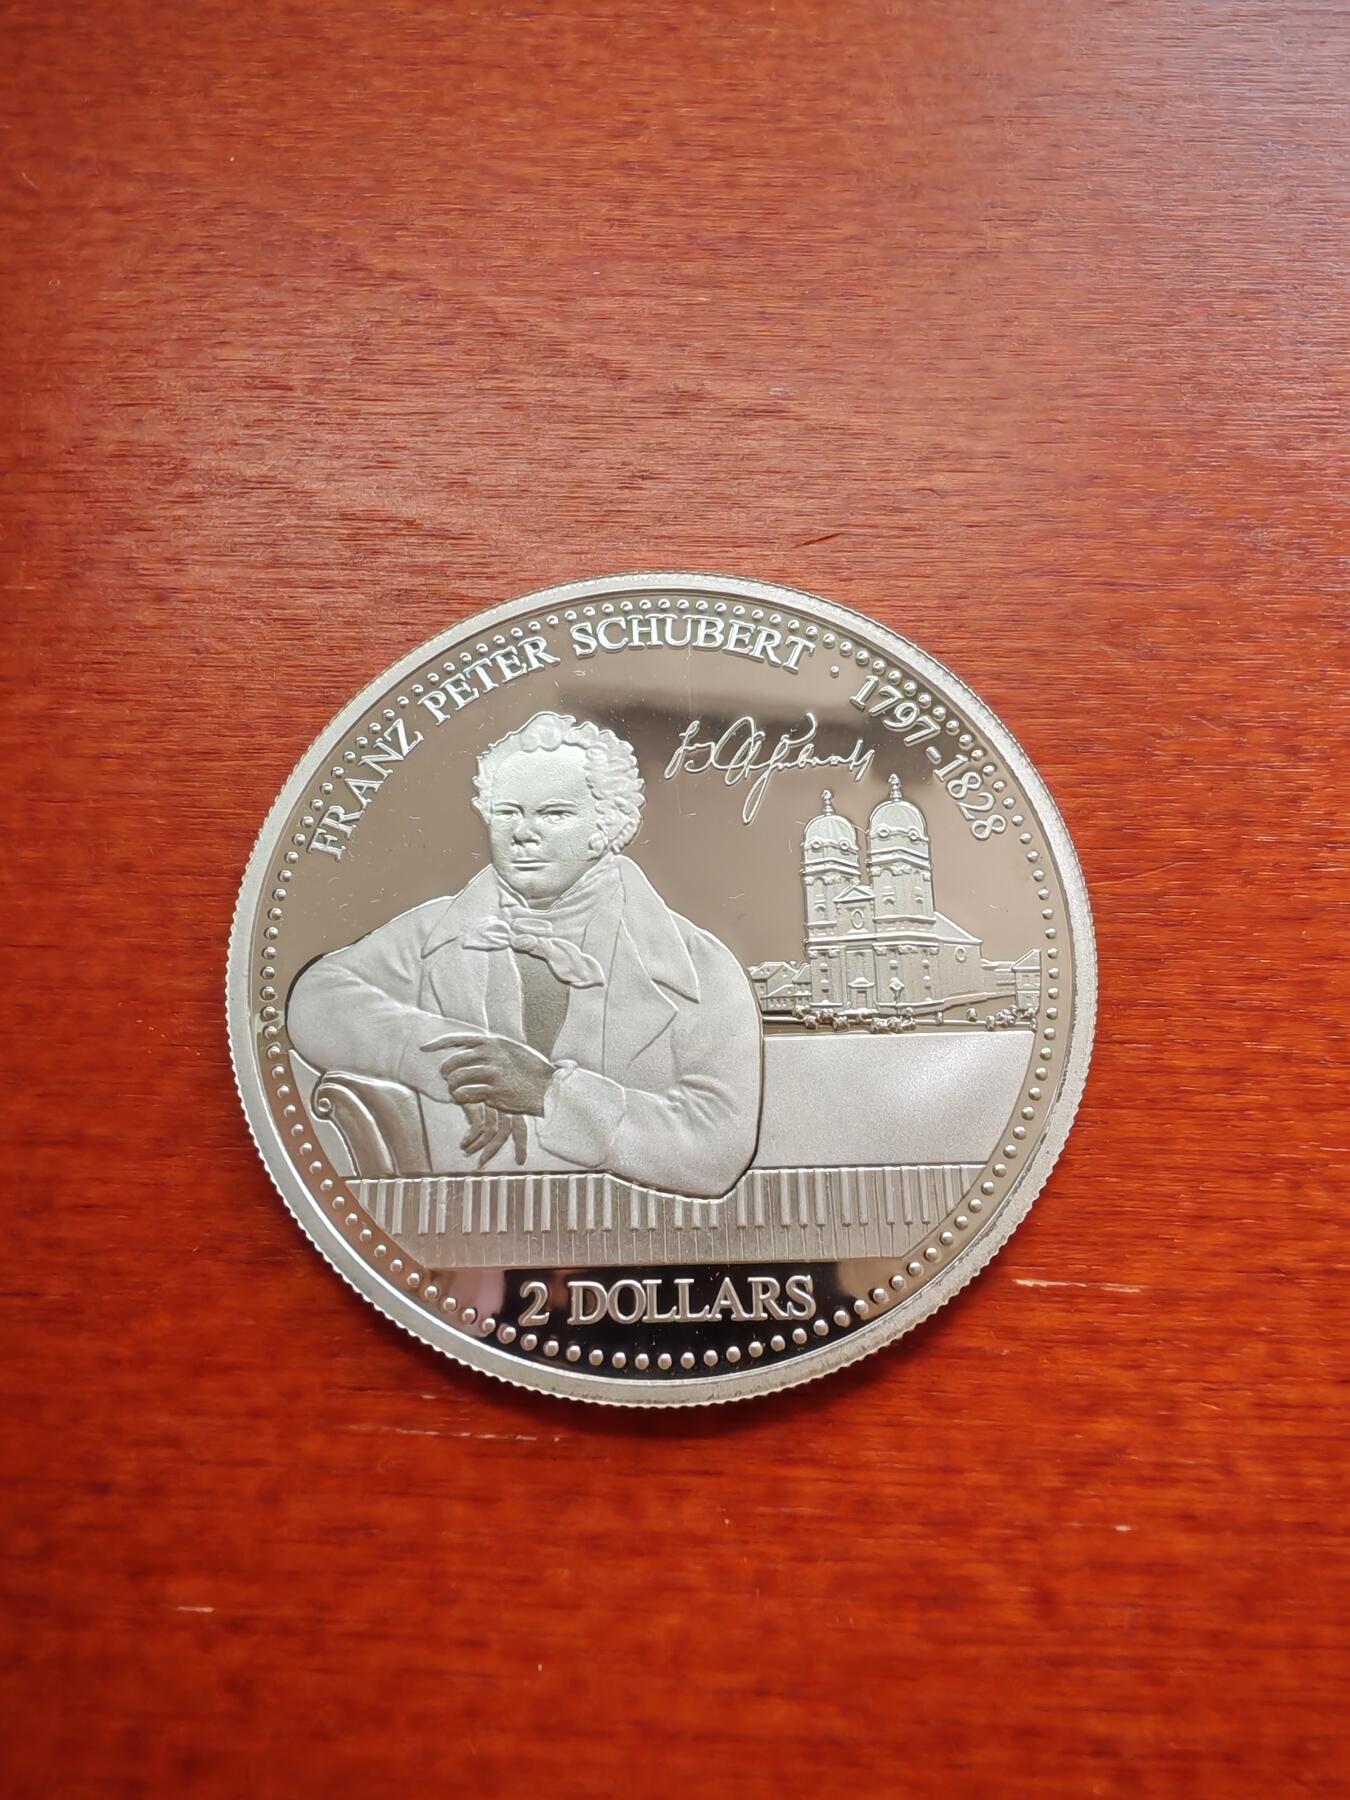 FRANZ PETER SCHUBERT · 1797-1828
2 DOLLARS